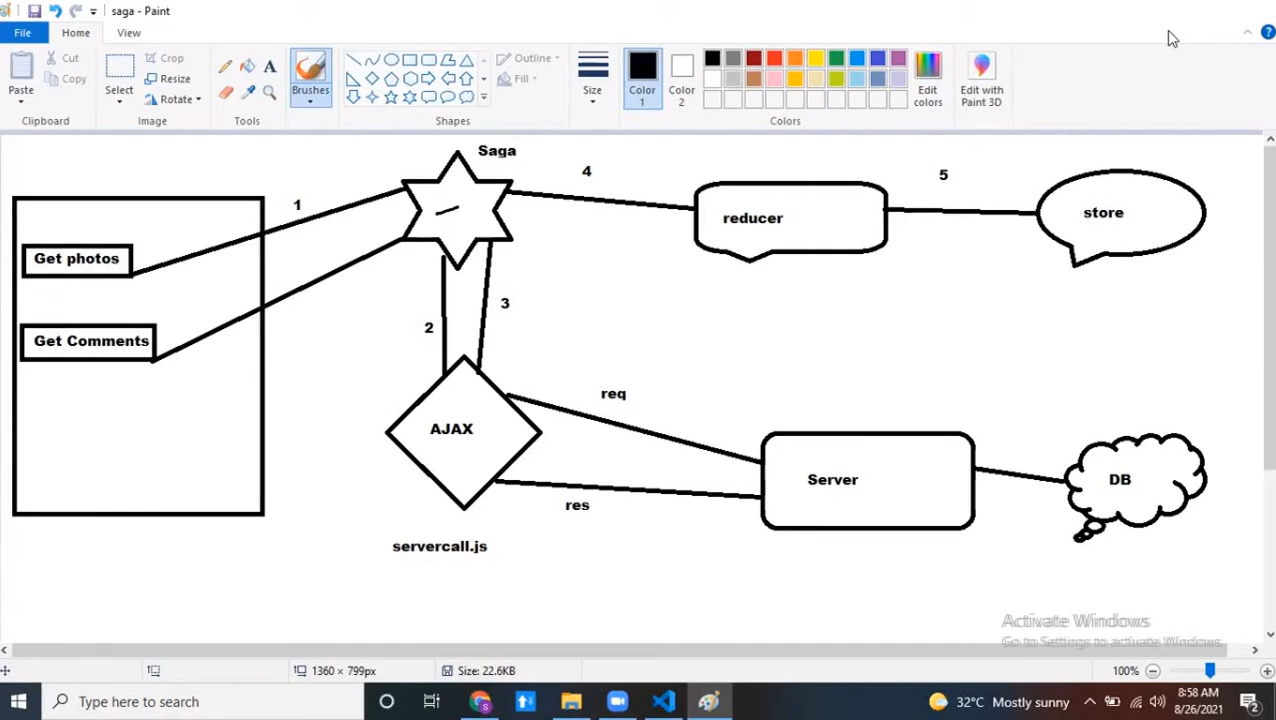 saga - Paint
File
Home
View
Paste
Cut
Copy
Clipboard
Select
Crop
Resize
Rotate
Image
A
Tools
Brushes
Outline
Fill
Shapes
Size
Color
1
Color
2
Edit
colors
Edit with
Paint 3D
Colors
Saga
1
4
5
Get photos
reducer
store
Get Comments
2
3
AJAX
req
res
Server
DB
servercall.js
Activate Windows
Go to Settings to activate Windows.
1360 × 799px
Size: 22.6KB
100%
Type here to search
32°C Mostly sunny
8:58 AM
8/26/2021
2